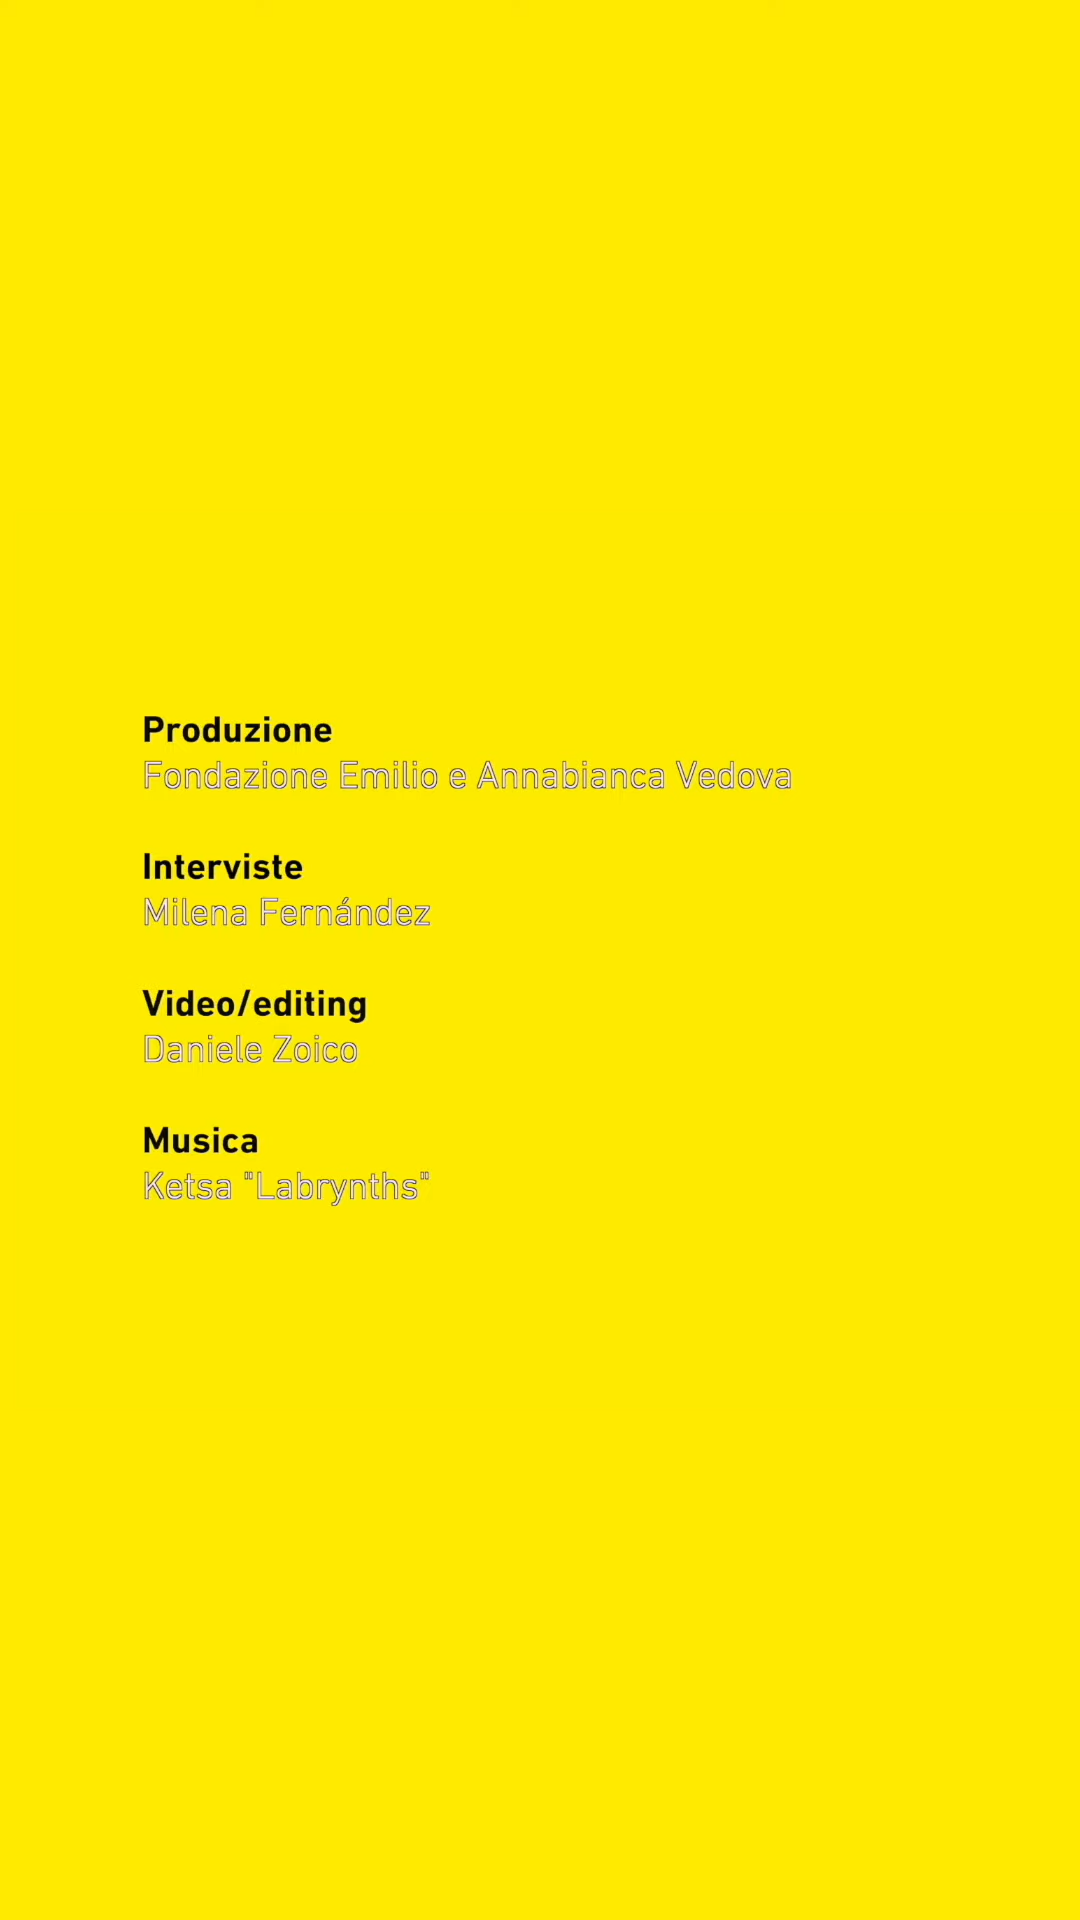 Produzione
Fondazione Emilio e Annabianca Vedova
Interviste
Milena Fernández
Video/editing
Daniele Zoico
Musica
Ketsa "Labrynths"